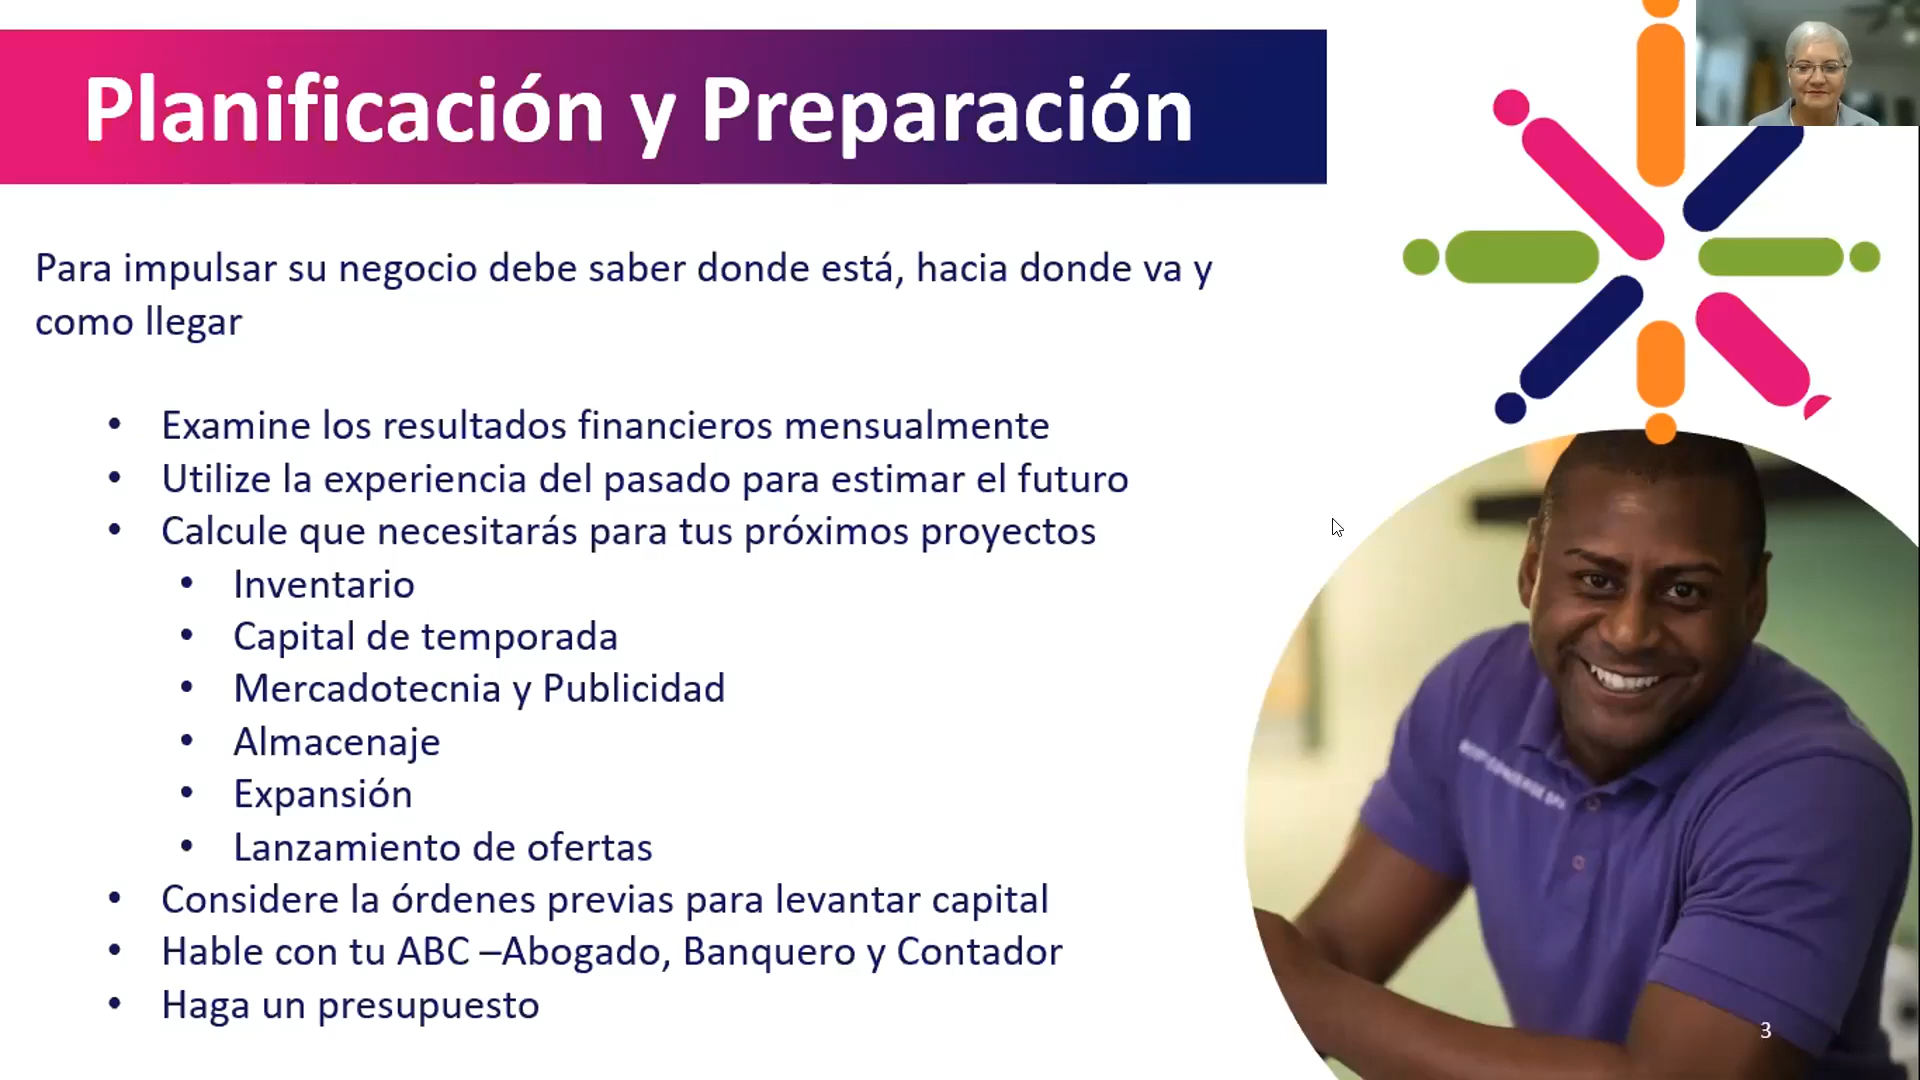 Planificación y Preparación
Para impulsar su negocio debe saber donde está, hacia donde va y
como llegar
• Examine los resultados financieros mensualmente
• Utilize la experiencia del pasado para estimar el futuro
• Calcule que necesitarás para tus próximos proyectos
• Inventario
• Capital de temporada
• Mercadotecnia y Publicidad
• Almacenaje
• Expansión
• Lanzamiento de ofertas
• Considere la órdenes previas para levantar capital
• Hable con tu ABC –Abogado, Banquero y Contador
• Haga un presupuesto
3